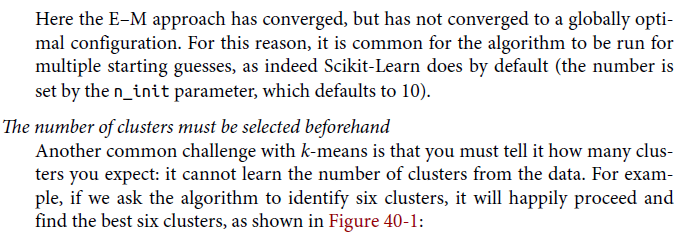 Here the E–M approach has converged, but has not converged to a globally opti-
mal configuration. For this reason, it is common for the algorithm to be run for
multiple starting guesses, as indeed Scikit-Learn does by default (the number is
set by the n_init parameter, which defaults to 10).
The number of clusters must be selected beforehand
Another common challenge with k-means is that you must tell it how many clus-
ters you expect: it cannot learn the number of clusters from the data. For exam-
ple, if we ask the algorithm to identify six clusters, it will happily proceed and
find the best six clusters, as shown in Figure 40-1: